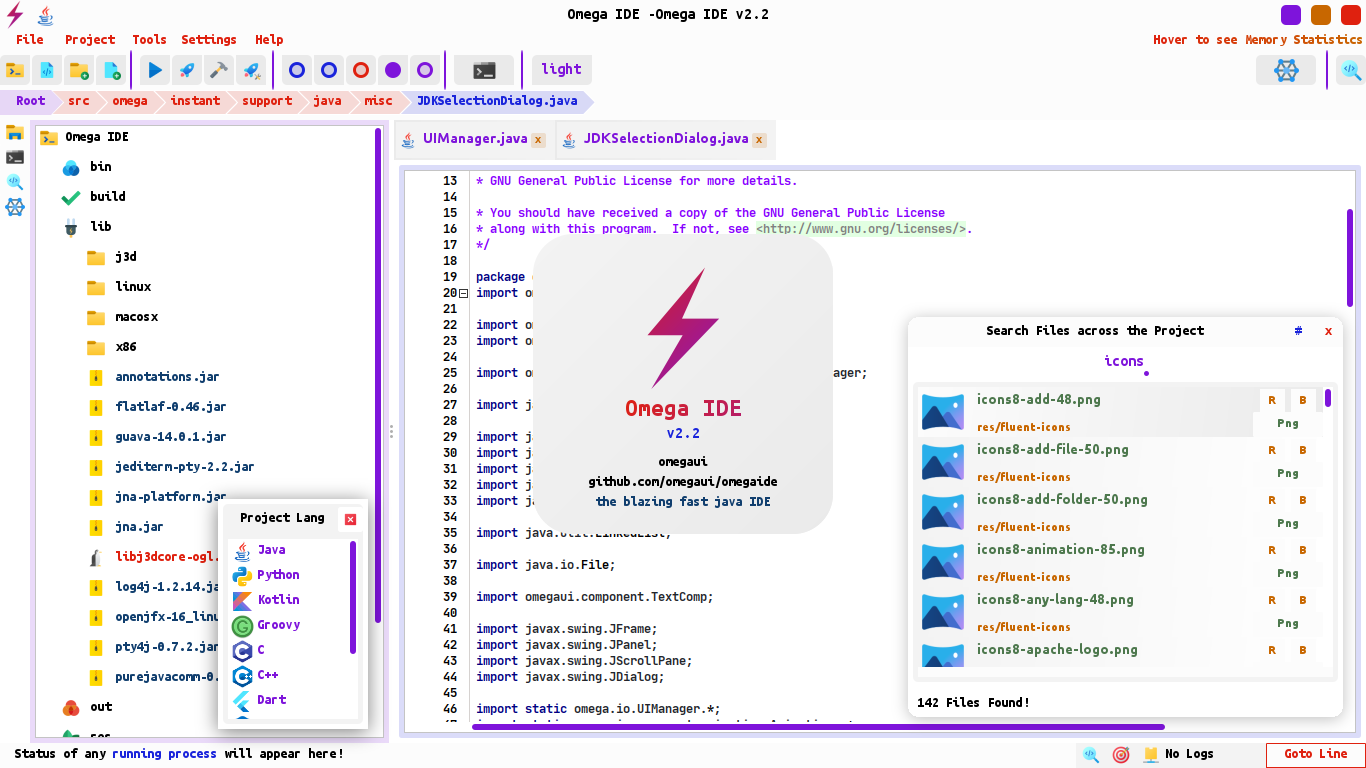 Omega IDE -Omega IDE v2.2
File Project Tools Settings Help
Hover to see Memory Statistics
light
Root src omega instant support java misc JDKSelectionDialog.java
Omega IDE
bin
build
lib
j3d
linux
macosx
x86
annotations.jar
flatlaf-0.46.jar
guava-14.0.1.jar
jediterm-pty-2.2.jar
jna-platform.jar
jna.jar
libj3dcore-ogl.
log4j-1.2.14.ja
openjfx-16_linu
pty4j-0.7.2.jar
purejavacomm-0.
out
Project Lang x
Java
Python
Kotlin
Groovy
C
C++
Dart
UIManager.java x
JDKSelectionDialog.java x
13 * GNU General Public License for more details.
14
15 * You should have received a copy of the GNU General Public License
16 * along with this program. If not, see <http://www.gnu.org/licenses/>.
17 */
18
19 package
20 import
21
22 import
23 import
24
25 import ager;
26
27 import
28
29 import
30 import
31 import
32 import
33 import
34
35 import java.util.LinkedList;
36
37 import java.io.File;
38
39 import omegaui.component.TextComp;
40
41 import javax.swing.JFrame;
42 import javax.swing.JPanel;
43 import javax.swing.JScrollPane;
44 import javax.swing.JDialog;
45
46 import static omega.io.UIManager.*;
Omega IDE
v2.2
omegaui
github.com/omegaui/omegaide
the blazing fast java IDE
Search Files across the Project # x
icons
icons8-add-48.png R B
res/fluent-icons Png
icons8-add-file-50.png R B
res/fluent-icons Png
icons8-add-folder-50.png R B
res/fluent-icons Png
icons8-animation-85.png R B
res/fluent-icons Png
icons8-any-lang-48.png R B
res/fluent-icons Png
icons8-apache-logo.png R B
142 Files Found!
Status of any running process will appear here!
No Logs
Goto Line